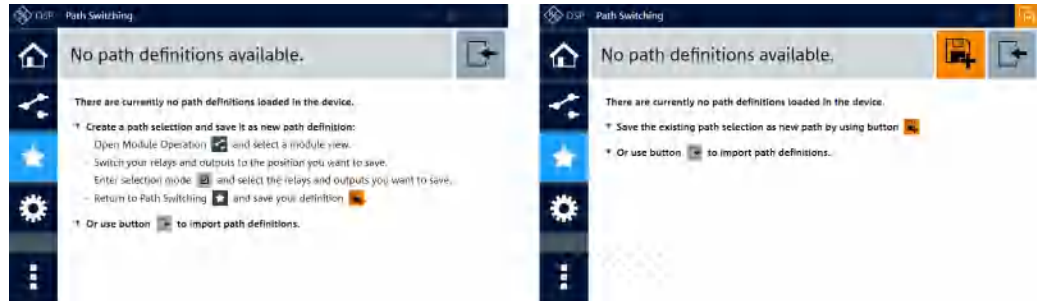 OSP Path Switching
No path definitions available.
There are currently no path definitions loaded in the device.
* Create a path selection and save it as new path definition:
Open Module Operation and select a module view.
- Switch your relays and outputs to the position you want to save.
Enter selection mode and select the relays and outputs you want to save.
- Return to Path Switching and save your definition
* Or use button to import path definitions.
OSP Path Switching
No path definitions available.
There are currently no path definitions loaded in the device.
* Save the existing path selection as new path by using button
* Or use button to import path definitions.